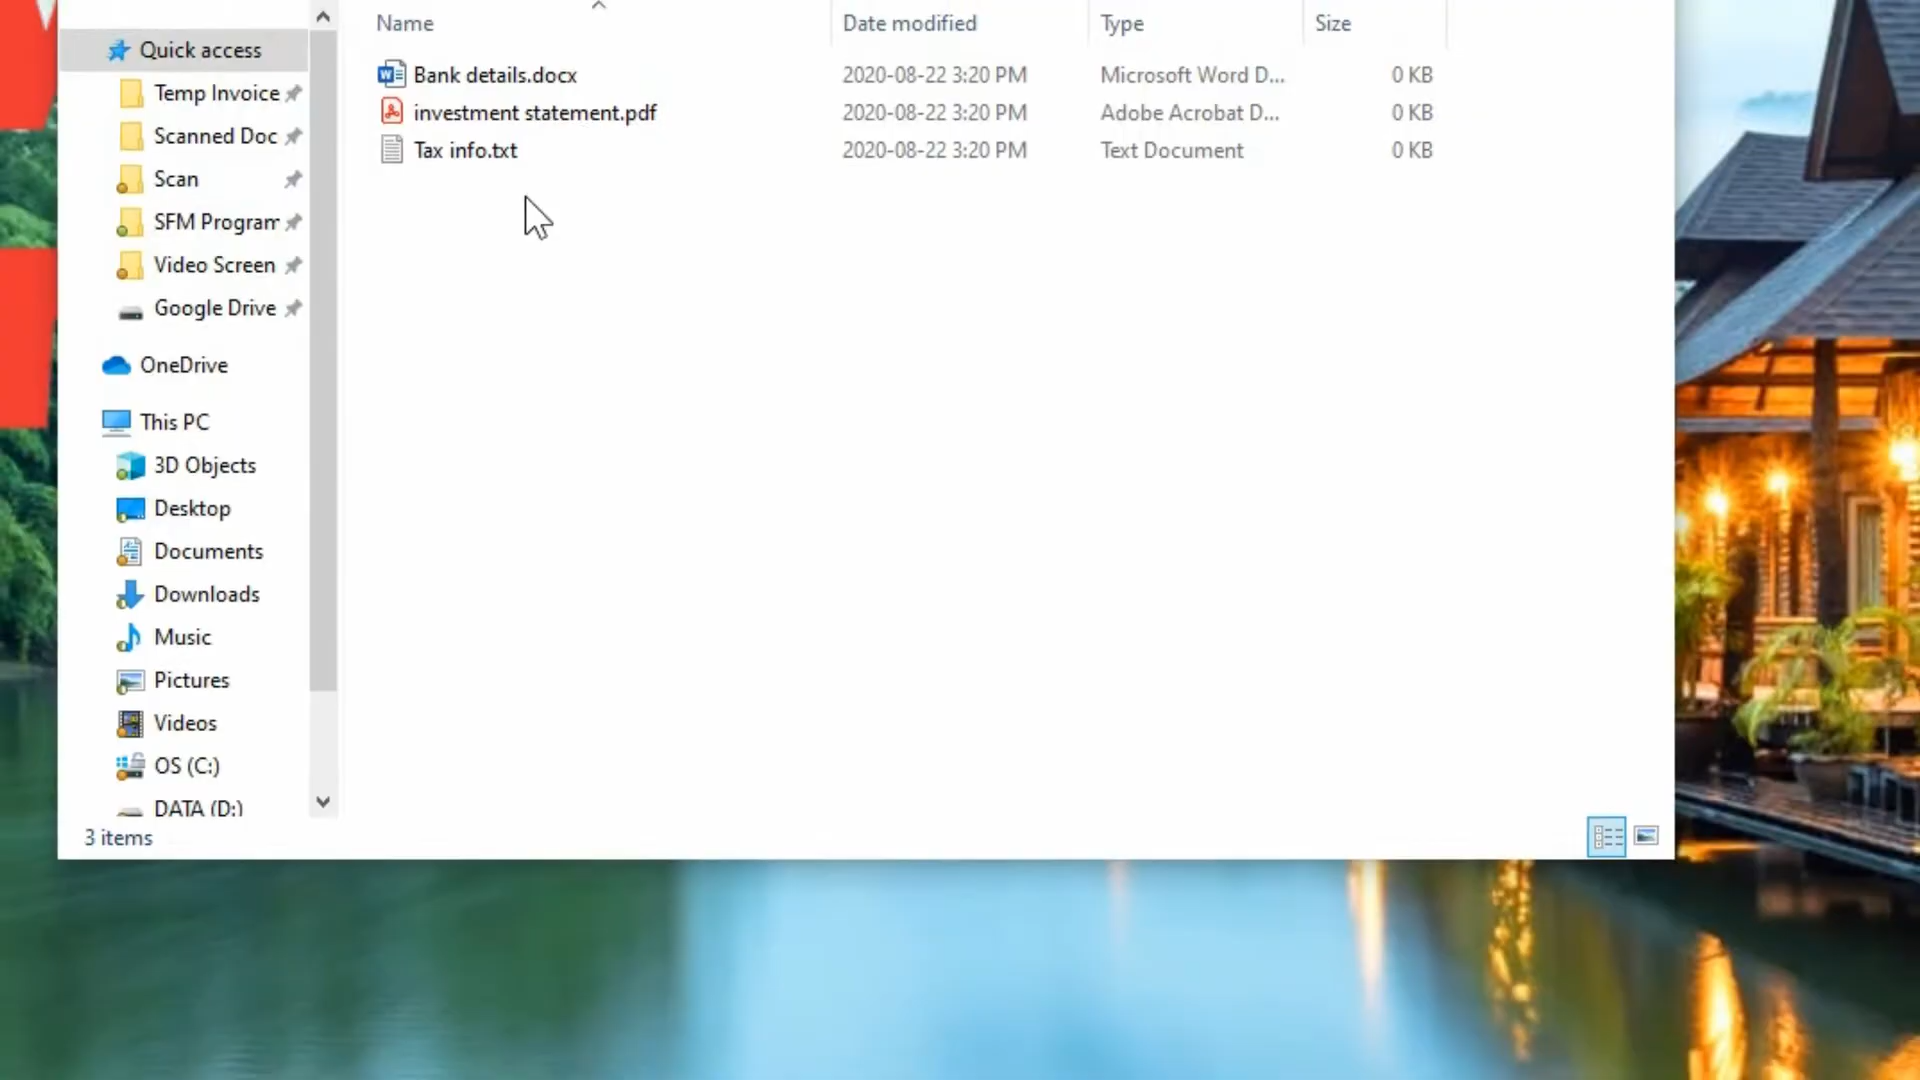 Name Date modified Type Size
Quick access
Bank details.docx 2020-08-22 3:20 PM Microsoft Word D... 0 KB
Temp Invoice
investment statement.pdf 2020-08-22 3:20 PM Adobe Acrobat D... 0 KB
Scanned Doc
Tax info.txt 2020-08-22 3:20 PM Text Document 0 KB
Scan
SFM Program
Video Screen
Google Drive
OneDrive
This PC
3D Objects
Desktop
Documents
Downloads
Music
Pictures
Videos
OS (C:)
DATA (D:)
3 items